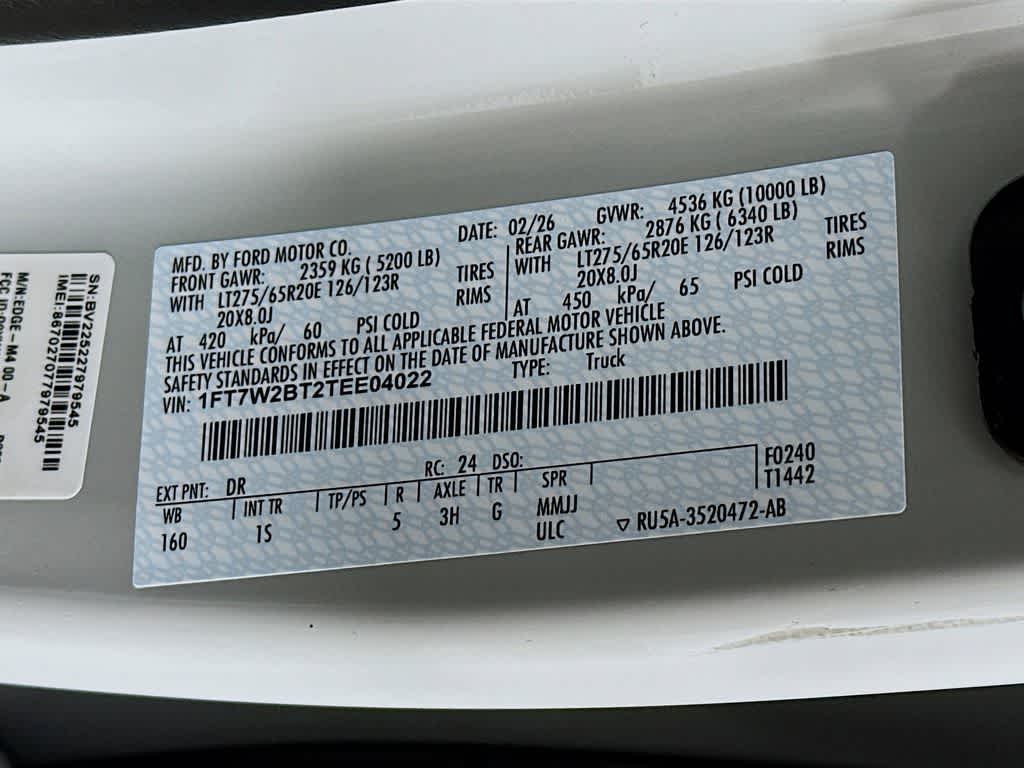 MFD. BY FORD MOTOR CO.
DATE: 02/26
GVWR: 4536 KG (10000 LB)
FRONT GAWR: 2359 KG ( 5200 LB)
REAR GAWR: 2876 KG ( 6340 LB)
WITH LT275/65R20E 126/123R TIRES
WITH LT275/65R20E 126/123R TIRES
20X8.0J RIMS
20X8.0J RIMS
AT 420 kPa/ 60 PSI COLD
AT 450 kPa/ 65 PSI COLD
THIS VEHICLE CONFORMS TO ALL APPLICABLE FEDERAL MOTOR VEHICLE
SAFETY STANDARDS IN EFFECT ON THE DATE OF MANUFACTURE SHOWN ABOVE.
VIN: 1FT7W2BT2TEE04022
TYPE: Truck
EXT PNT: DR
RC: 24 DSO:
F0240
T1442
WB | INT TR | TP/PS | R | AXLE | TR | SPR
160 1S 5 3H G MMJJ
ULC
RU5A-3520472-AB
SN:BV2252277979545
IMEI:867027077979545
M/N:EDGE-M4 00-A
FCC ID: